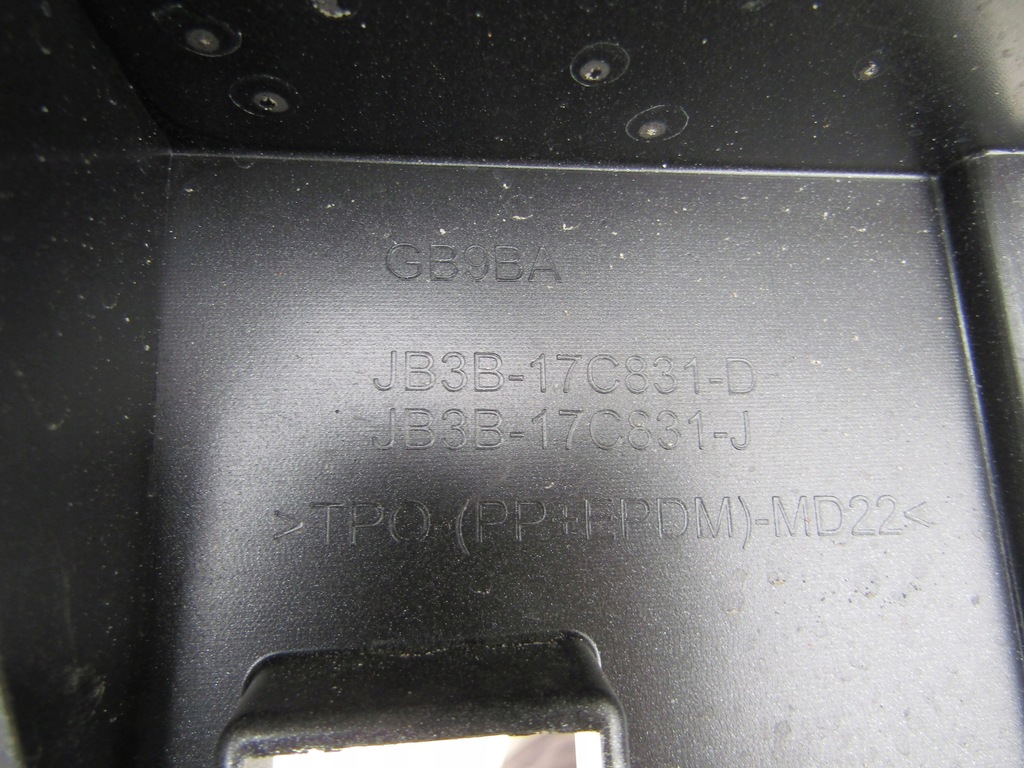 GB9BA
JB3B-17C831-D
JB3B-17C831-J
>TPO-(PP+EPDM)-MD22<